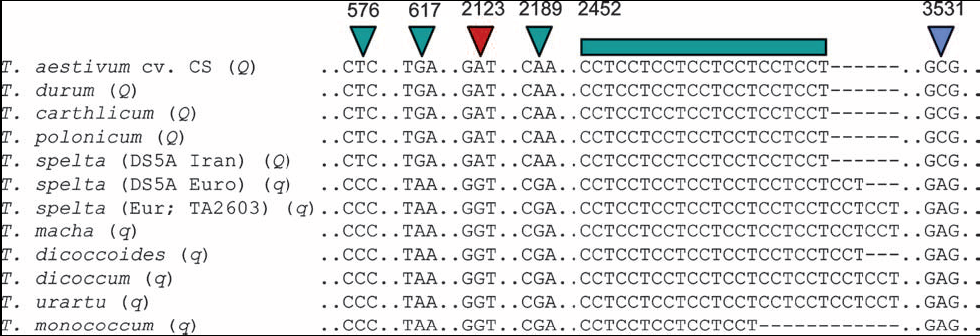 576 617 2123 2189 2452 3531
T. aestivum cv. CS (Q) ..CTC..TGA..GAT..CAA..CCTCCTCCTCCTCCTCCTCCT------..GCG..
T. durum (Q) ..CTC..TGA..GAT..CAA..CCTCCTCCTCCTCCTCCTCCT------..GCG..
T. carthlicum (Q) ..CTC..TGA..GAT..CAA..CCTCCTCCTCCTCCTCCTCCT------..GCG..
T. polonicum (Q) ..CTC..TGA..GAT..CAA..CCTCCTCCTCCTCCTCCTCCT------..GCG..
T. spelta (DS5A Iran) (Q) ..CTC..TGA..GAT..CAA..CCTCCTCCTCCTCCTCCTCCT------..GCG..
T. spelta (DS5A Euro) (q) ..CCC..TAA..GGT..CGA..CCTCCTCCTCCTCCTCCTCCTCCT---..GAG..
T. spelta (Eur; TA2603) (q)..CCC..TAA..GGT..CGA..CCTCCTCCTCCTCCTCCTCCTCCTCCT..GAG..
T. macha (q) ..CCC..TAA..GGT..CGA..CCTCCTCCTCCTCCTCCTCCTCCTCCT..GAG..
T. dicoccoides (q) ..CCC..TAA..GGT..CGA..CCTCCTCCTCCTCCTCCTCCTCCT---..GAG..
T. dicoccum (q) ..CCC..TAA..GGT..CGA..CCTCCTCCTCCTCCTCCTCCTCCTCCT..GAG..
T. urartu (q) ..CCC..TAA..GGT..CGA..CCTCCTCCTCCTCCTCCTCCTCCTCCT..GAG..
T. monococcum (q) ..CCC..TAA..GGT..CGA..CCTCCTCCTCCTCCT------------..GAG..